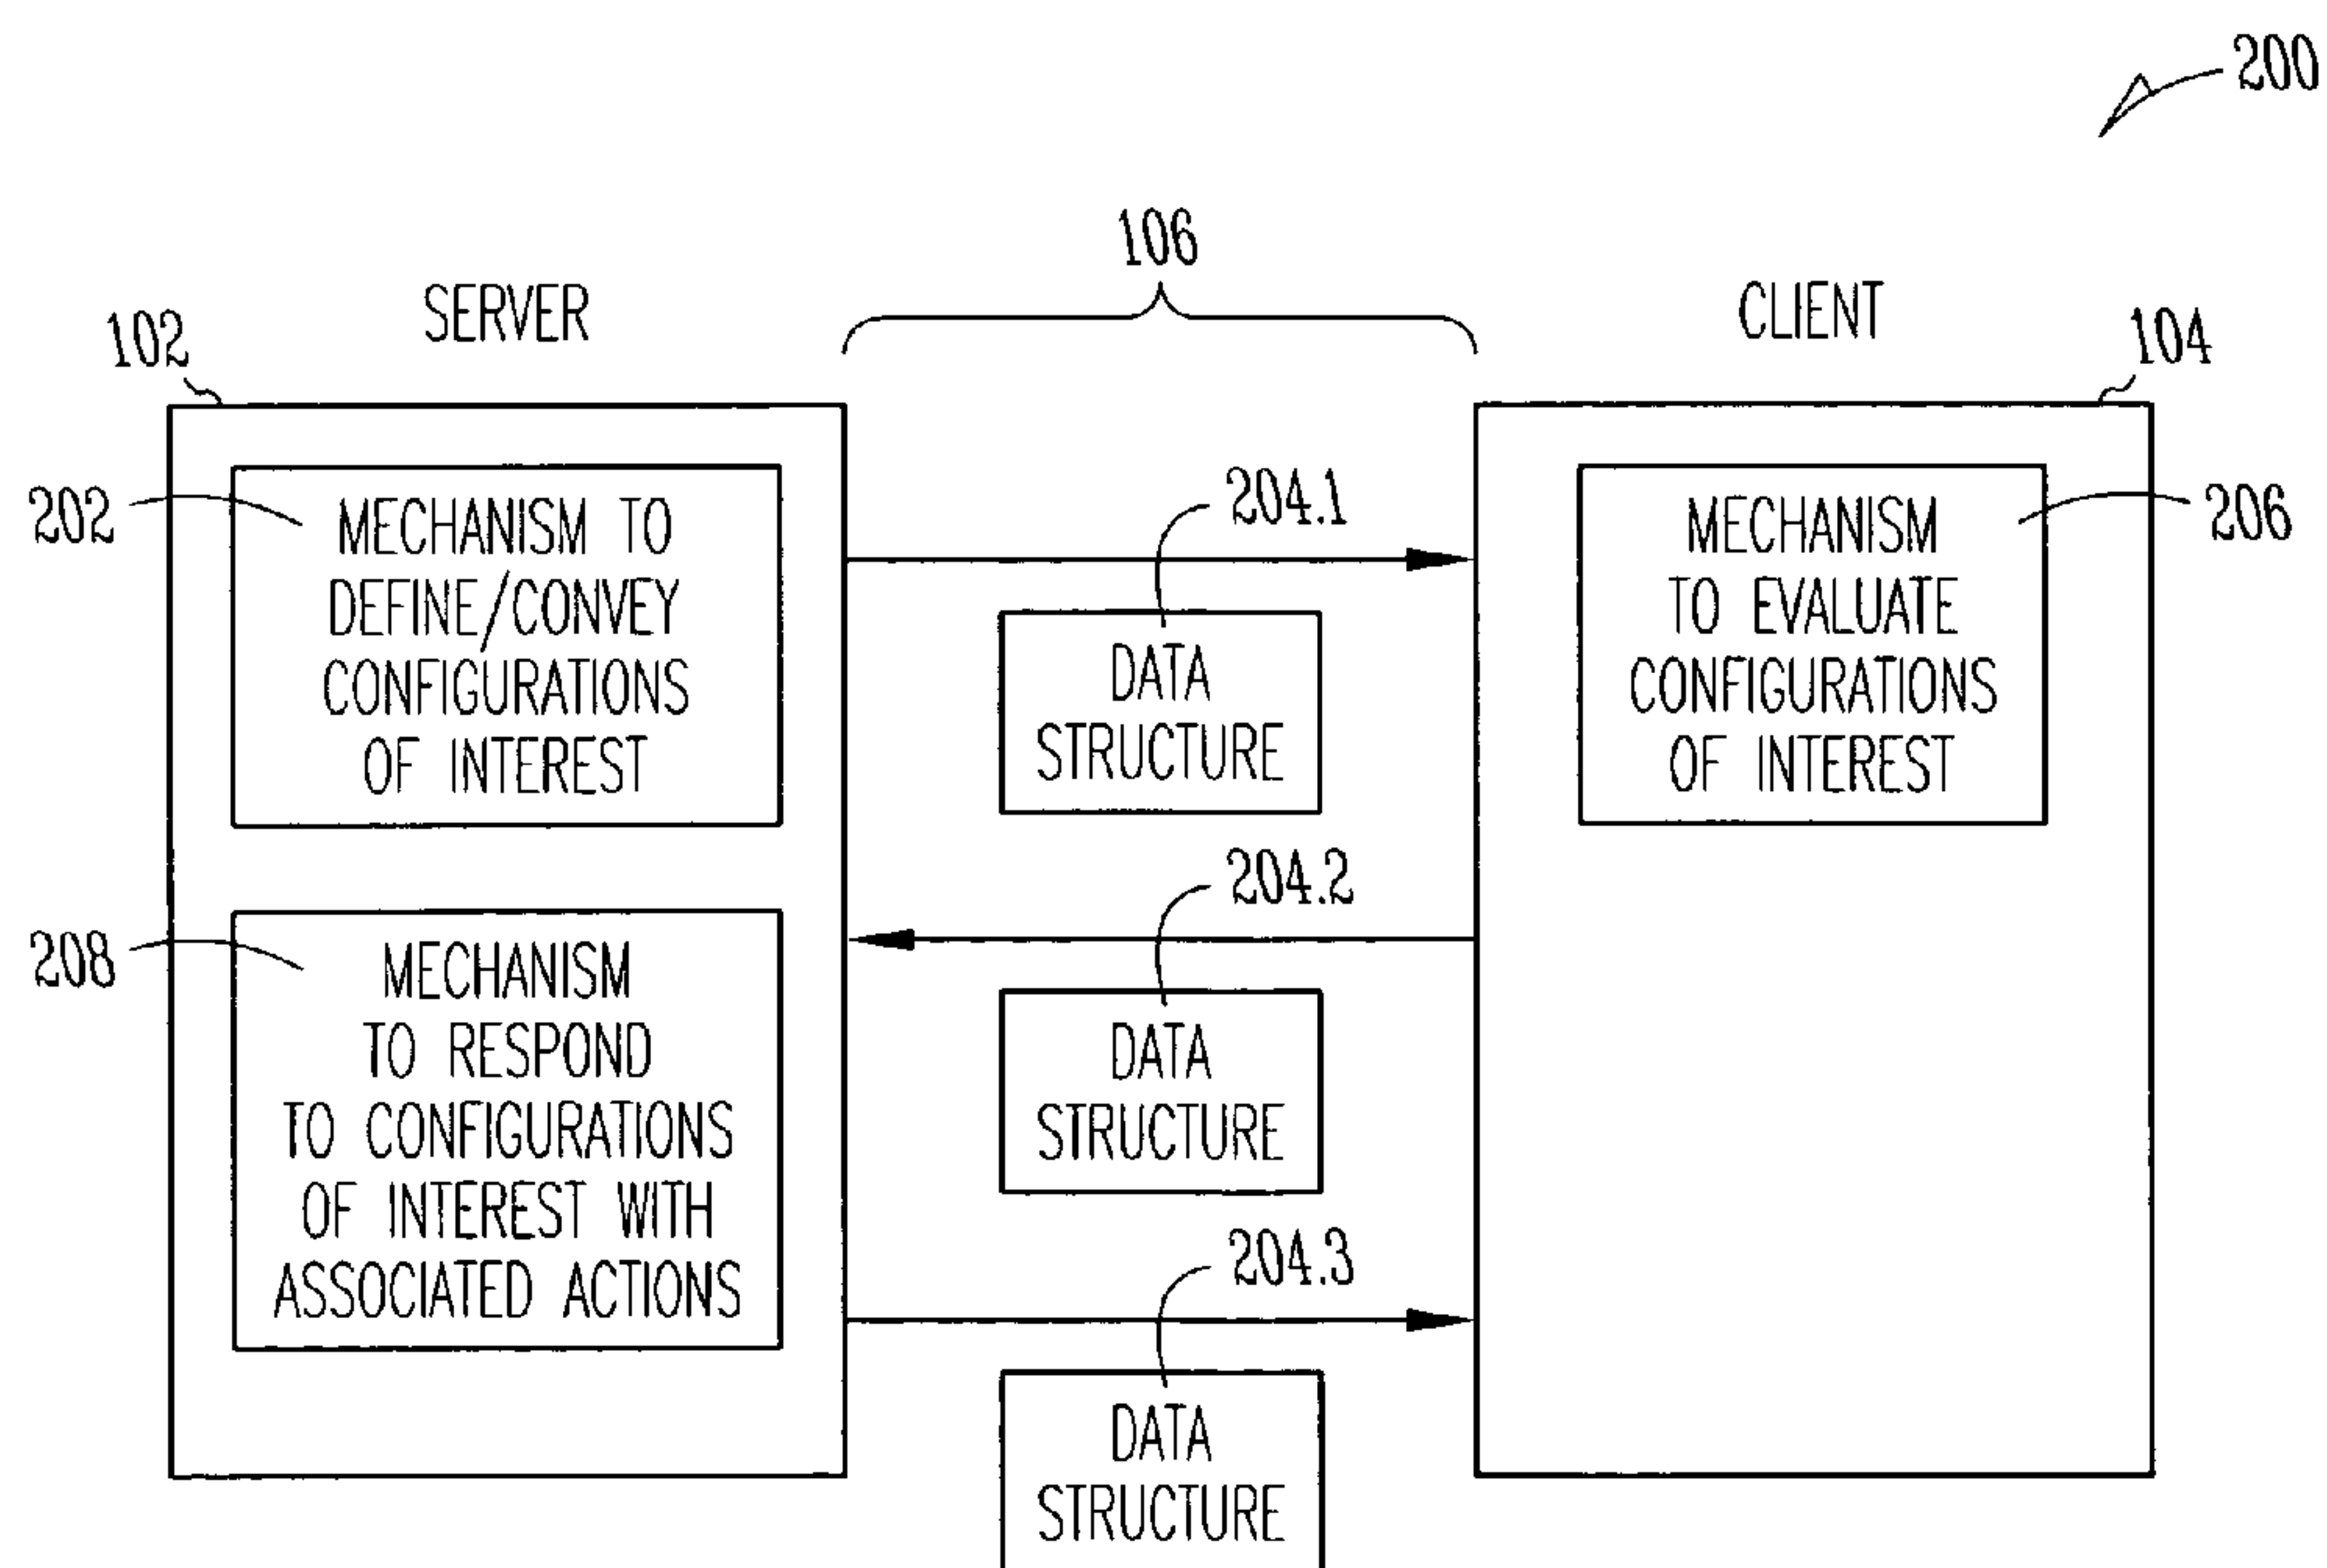 200
106
SERVER
CLIENT
102
104
202
MECHANISM TO
DEFINE/CONVEY
CONFIGURATIONS
OF INTEREST
204.1
DATA
STRUCTURE
MECHANISM
TO EVALUATE
CONFIGURATIONS
OF INTEREST
206
208
MECHANISM
TO RESPOND
TO CONFIGURATIONS
OF INTEREST WITH
ASSOCIATED ACTIONS
204.2
DATA
STRUCTURE
204.3
DATA
STRUCTURE